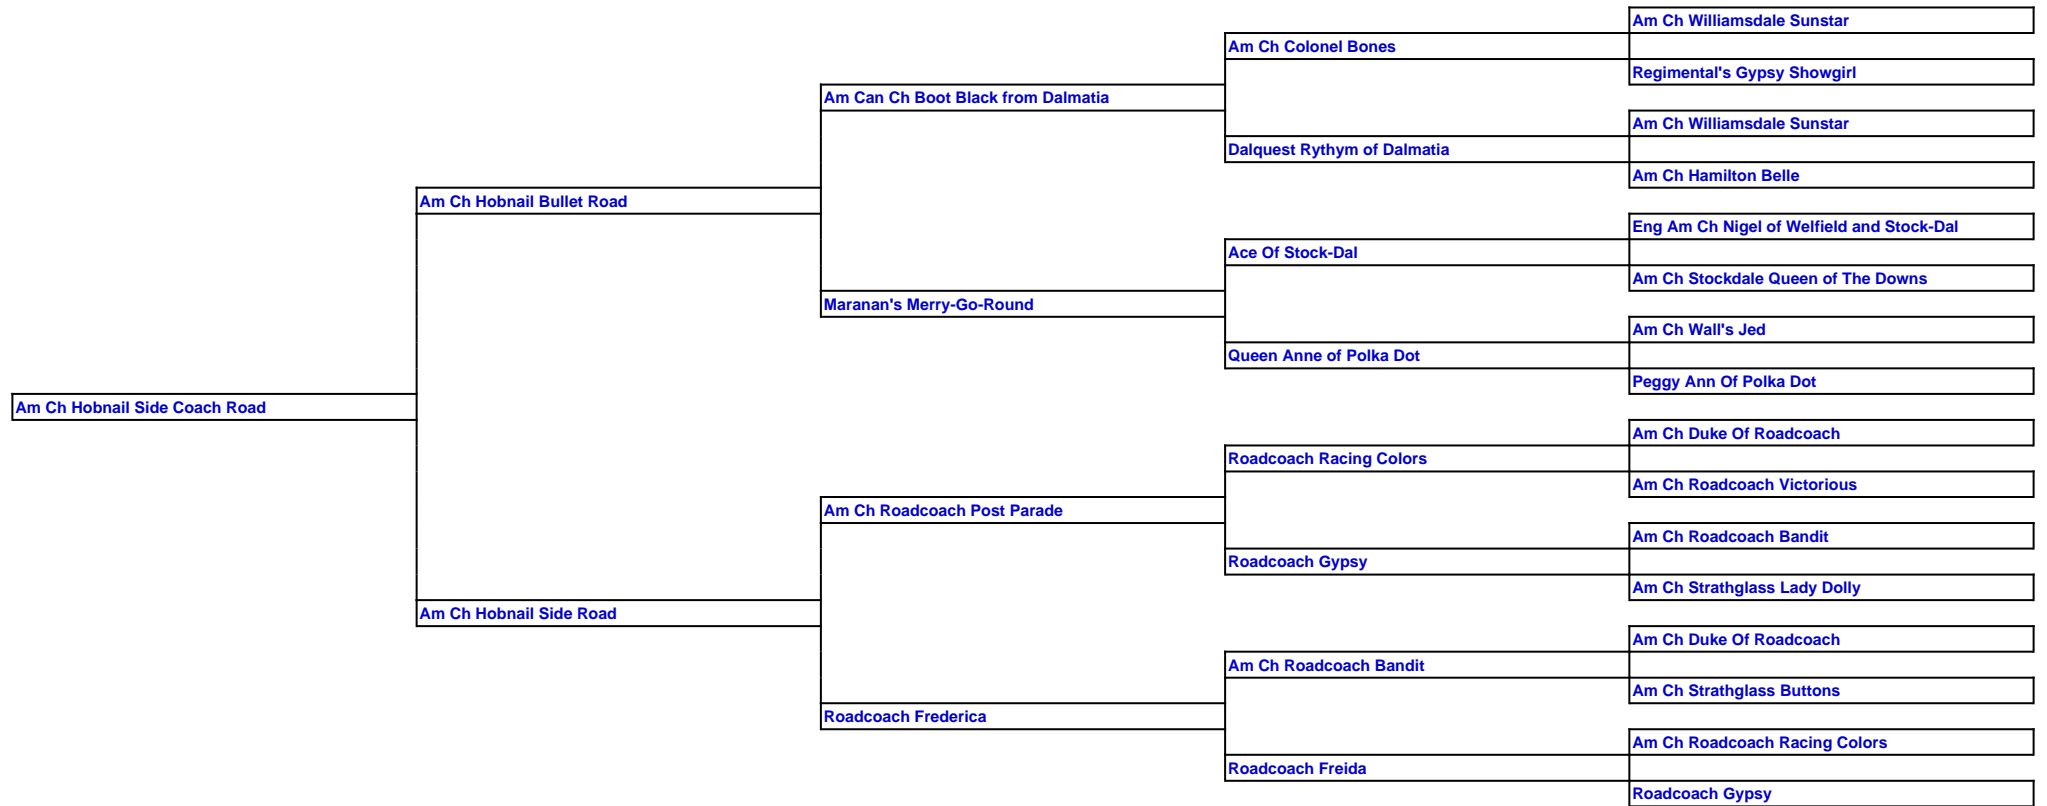 Am Ch Williamsdale Sunstar
Am Ch Colonel Bones
Regimental's Gypsy Showgirl
Am Can Ch Boot Black from Dalmatia
Am Ch Williamsdale Sunstar
Dalquest Rythym of Dalmatia
Am Ch Hamilton Belle
Am Ch Hobnail Bullet Road
Eng Am Ch Nigel of Welfield and Stock-Dal
Ace Of Stock-Dal
Am Ch Stockdale Queen of The Downs
Maranan's Merry-Go-Round
Am Ch Wall's Jed
Queen Anne of Polka Dot
Peggy Ann Of Polka Dot
Am Ch Hobnail Side Coach Road
Am Ch Duke Of Roadcoach
Roadcoach Racing Colors
Am Ch Roadcoach Victorious
Am Ch Roadcoach Post Parade
Am Ch Roadcoach Bandit
Roadcoach Gypsy
Am Ch Strathglass Lady Dolly
Am Ch Hobnail Side Road
Am Ch Duke Of Roadcoach
Am Ch Roadcoach Bandit
Am Ch Strathglass Buttons
Roadcoach Frederica
Am Ch Roadcoach Racing Colors
Roadcoach Freida
Roadcoach Gypsy